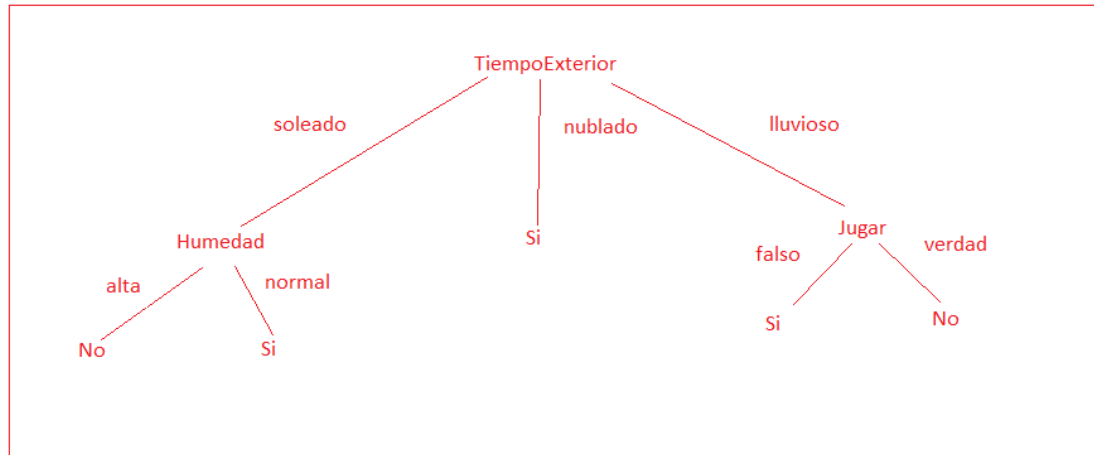 TiempoExterior
soleado
nublado
lluvioso
Humedad
Si
Jugar
alta
normal
falso
verdad
No
Si
Si
No